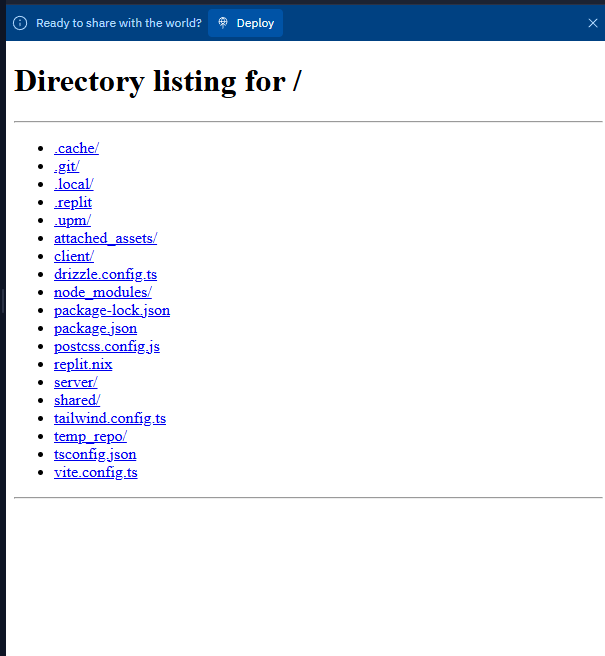 Ready to share with the world? Deploy
Directory listing for /
.cache/
.git/
.local/
.replit
.upm/
attached_assets/
client/
drizzle.config.ts
node_modules/
package-lock.json
package.json
postcss.config.js
replit.nix
server/
shared/
tailwind.config.ts
temp_repo/
tsconfig.json
vite.config.ts